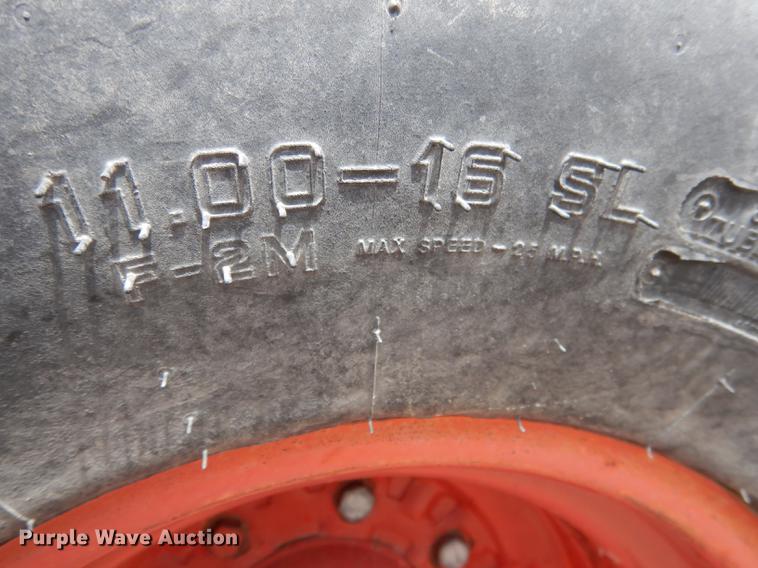 11.00-16 SL
F-2M MAX SPEED-25 M.P.H.
Purple Wave Auction